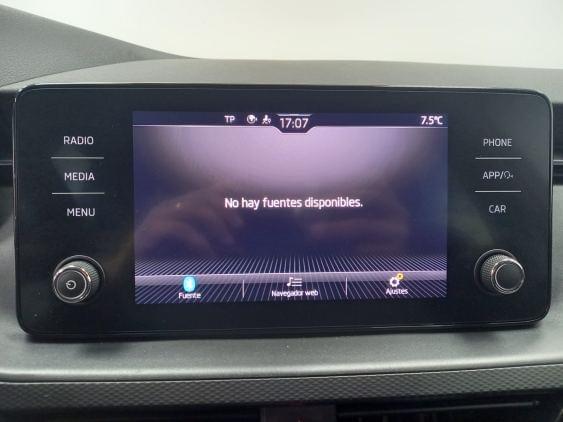 RADIO
MEDIA
MENU
TP 17:07 7.5°C
No hay fuentes disponibles.
Fuente
Navegador web
Ajustes
PHONE
APP/
CAR